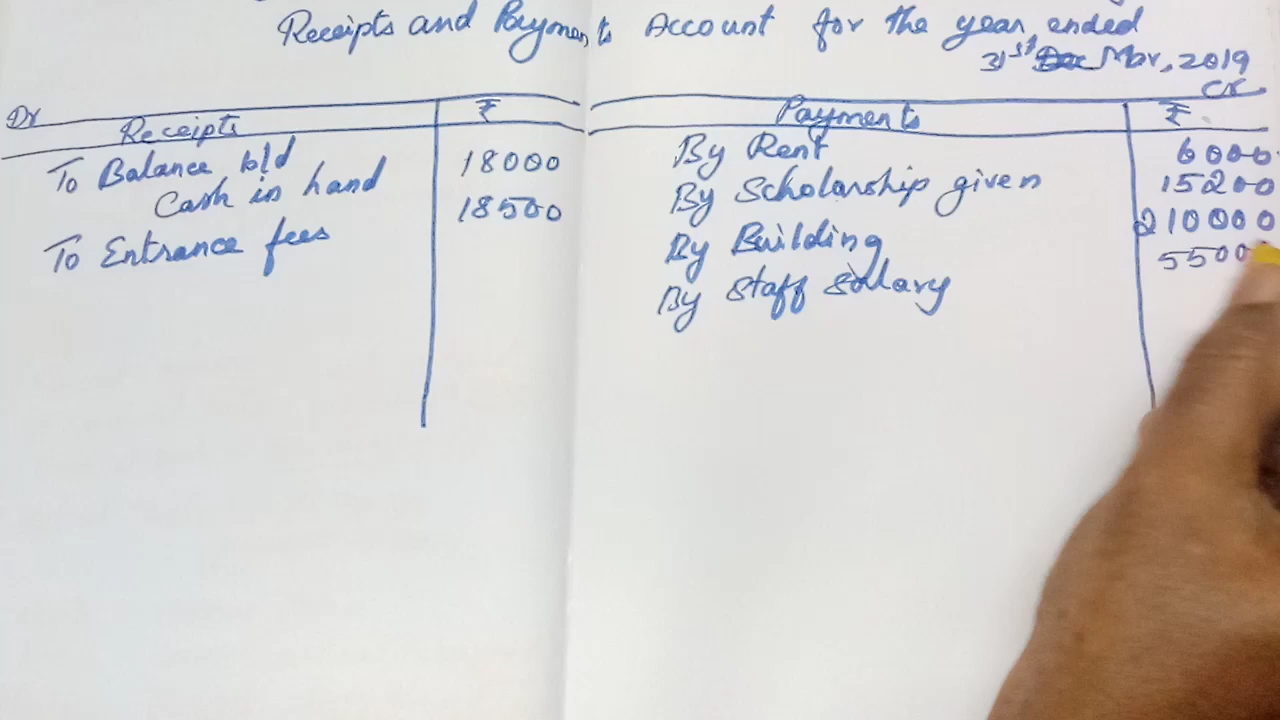 Receipts and Payments Account for the year ended
31st Mar, 2019
Dr
Cr
Receipts ₹
Payments ₹
To Balance b/d
Cash in hand 18000
To Entrance fees 18500
By Rent 6000
By Scholarship given 15200
By Building 210000
By Staff Salary 5500